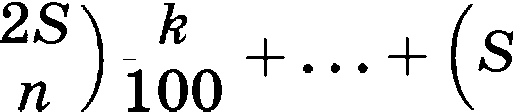 2S/n) k/100 + ... + (S